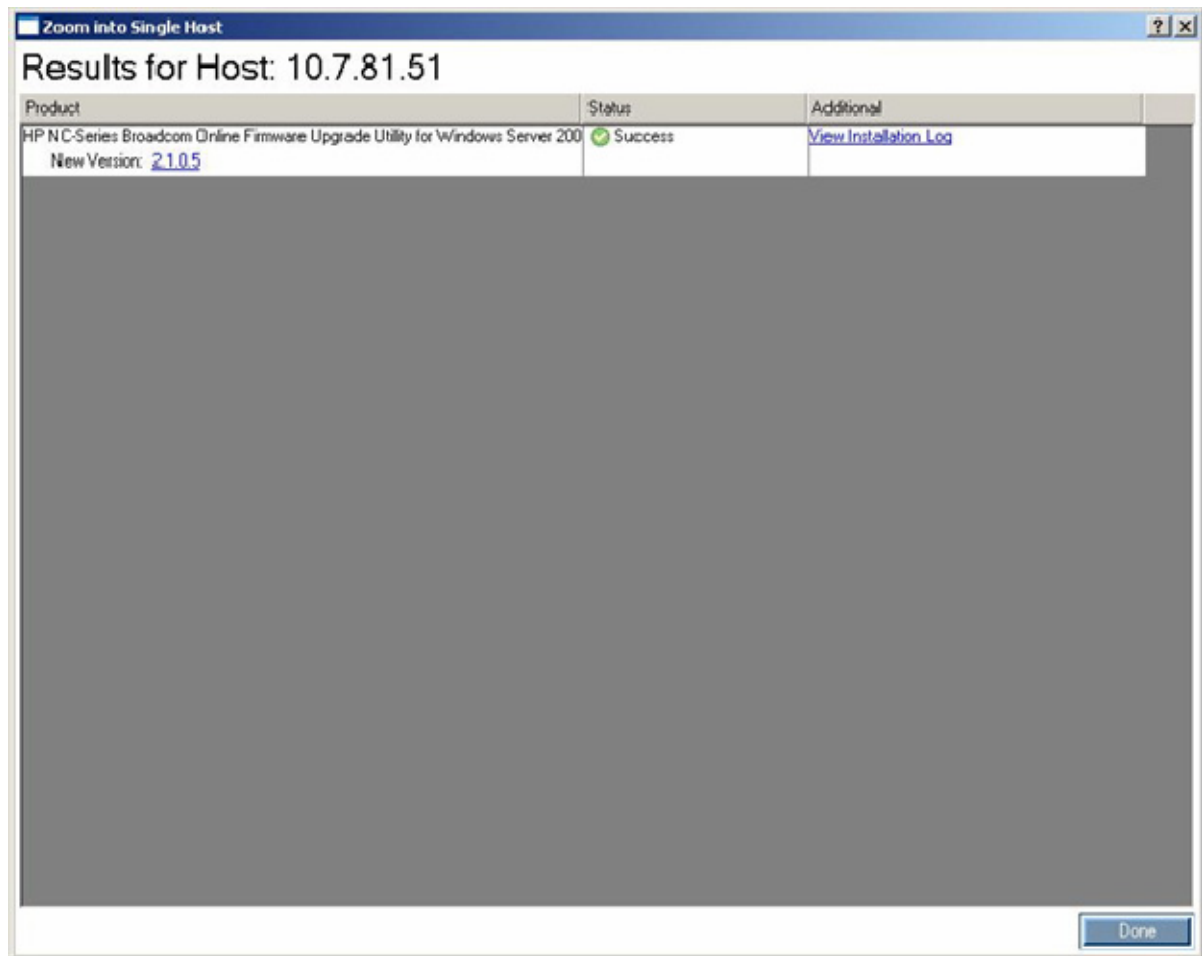 Zoom into Single Host
Results for Host: 10.7.81.51
Product Status Additional
HP NC-Series Broadcom Online Firmware Upgrade Utility for Windows Server 200 Success View Installation Log
New Version: 2.1.0.5
Done